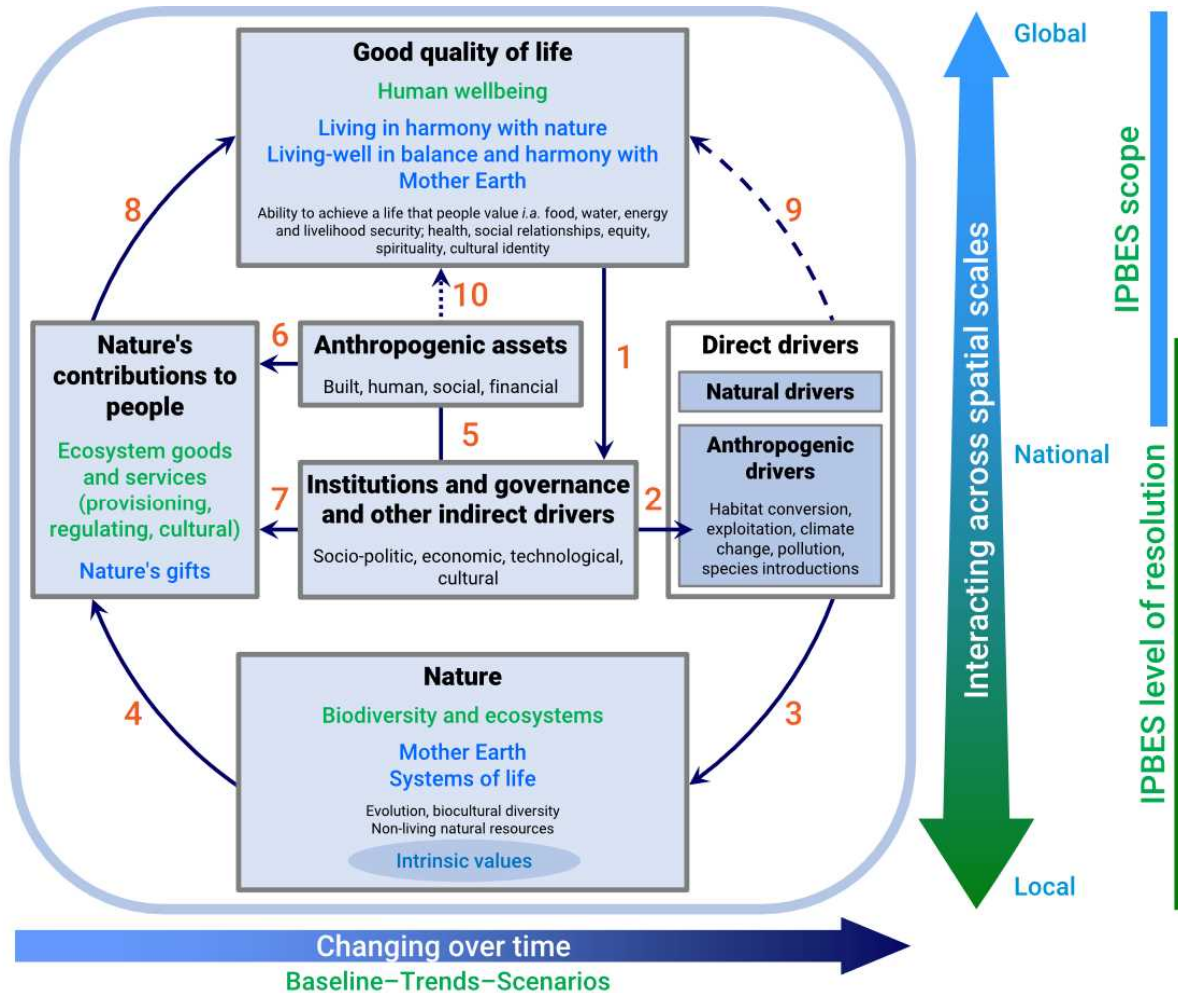 Good quality of life
Human wellbeing
Living in harmony with nature
Living-well in balance and harmony with
Mother Earth
Ability to achieve a life that people value i.a. food, water, energy
and livelihood security; health, social relationships, equity,
spirituality, cultural identity
8
9
10
6
1
Nature's
contributions to
people
Ecosystem goods
and services
(provisioning,
regulating, cultural)
Nature's gifts
Anthropogenic assets
Built, human, social, financial
5
7
Institutions and governance
and other indirect drivers
Socio-politic, economic, technological,
cultural
2
Direct drivers
Natural drivers
Anthropogenic
drivers
Habitat conversion,
exploitation, climate
change, pollution,
species introductions
4
3
Nature
Biodiversity and ecosystems
Mother Earth
Systems of life
Evolution, biocultural diversity
Non-living natural resources
Intrinsic values
Changing over time
Baseline–Trends–Scenarios
Interacting across spatial scales
Global
National
Local
IPBES scope
IPBES level of resolution